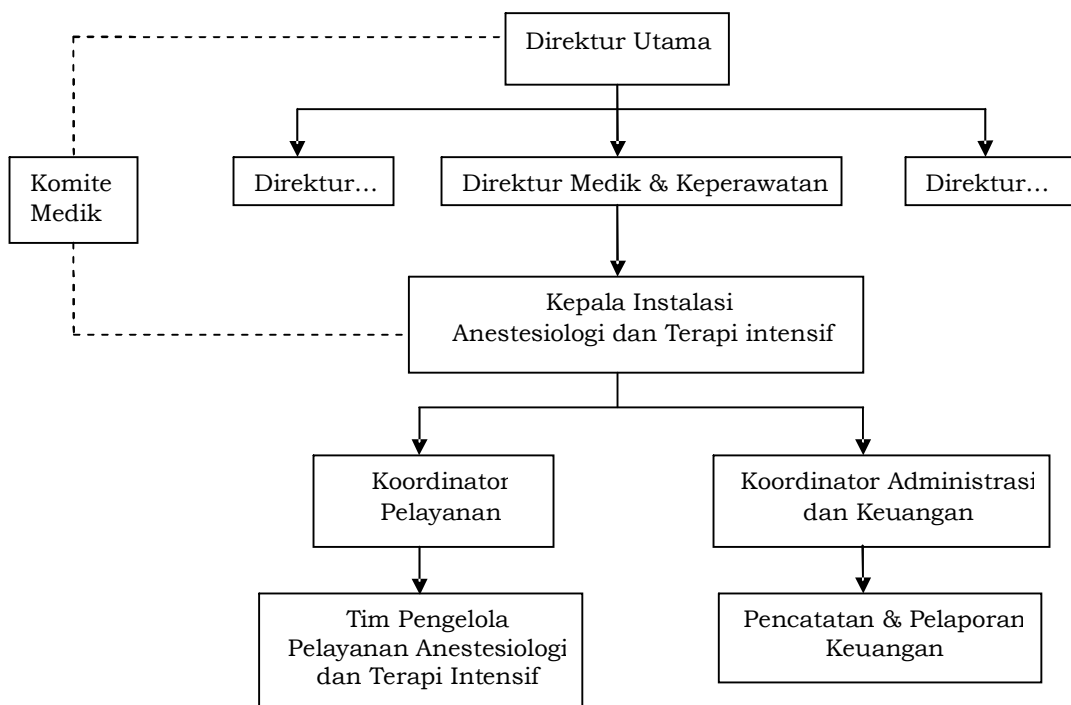 Direktur Utama
Komite
Medik
Direktur...
Direktur Medik & Keperawatan
Direktur...
Kepala Instalasi
Anestesiologi dan Terapi intensif
Koordinator
Pelayanan
Koordinator Administrasi
dan Keuangan
Tim Pengelola
Pelayanan Anestesiologi
dan Terapi Intensif
Pencatatan & Pelaporan
Keuangan